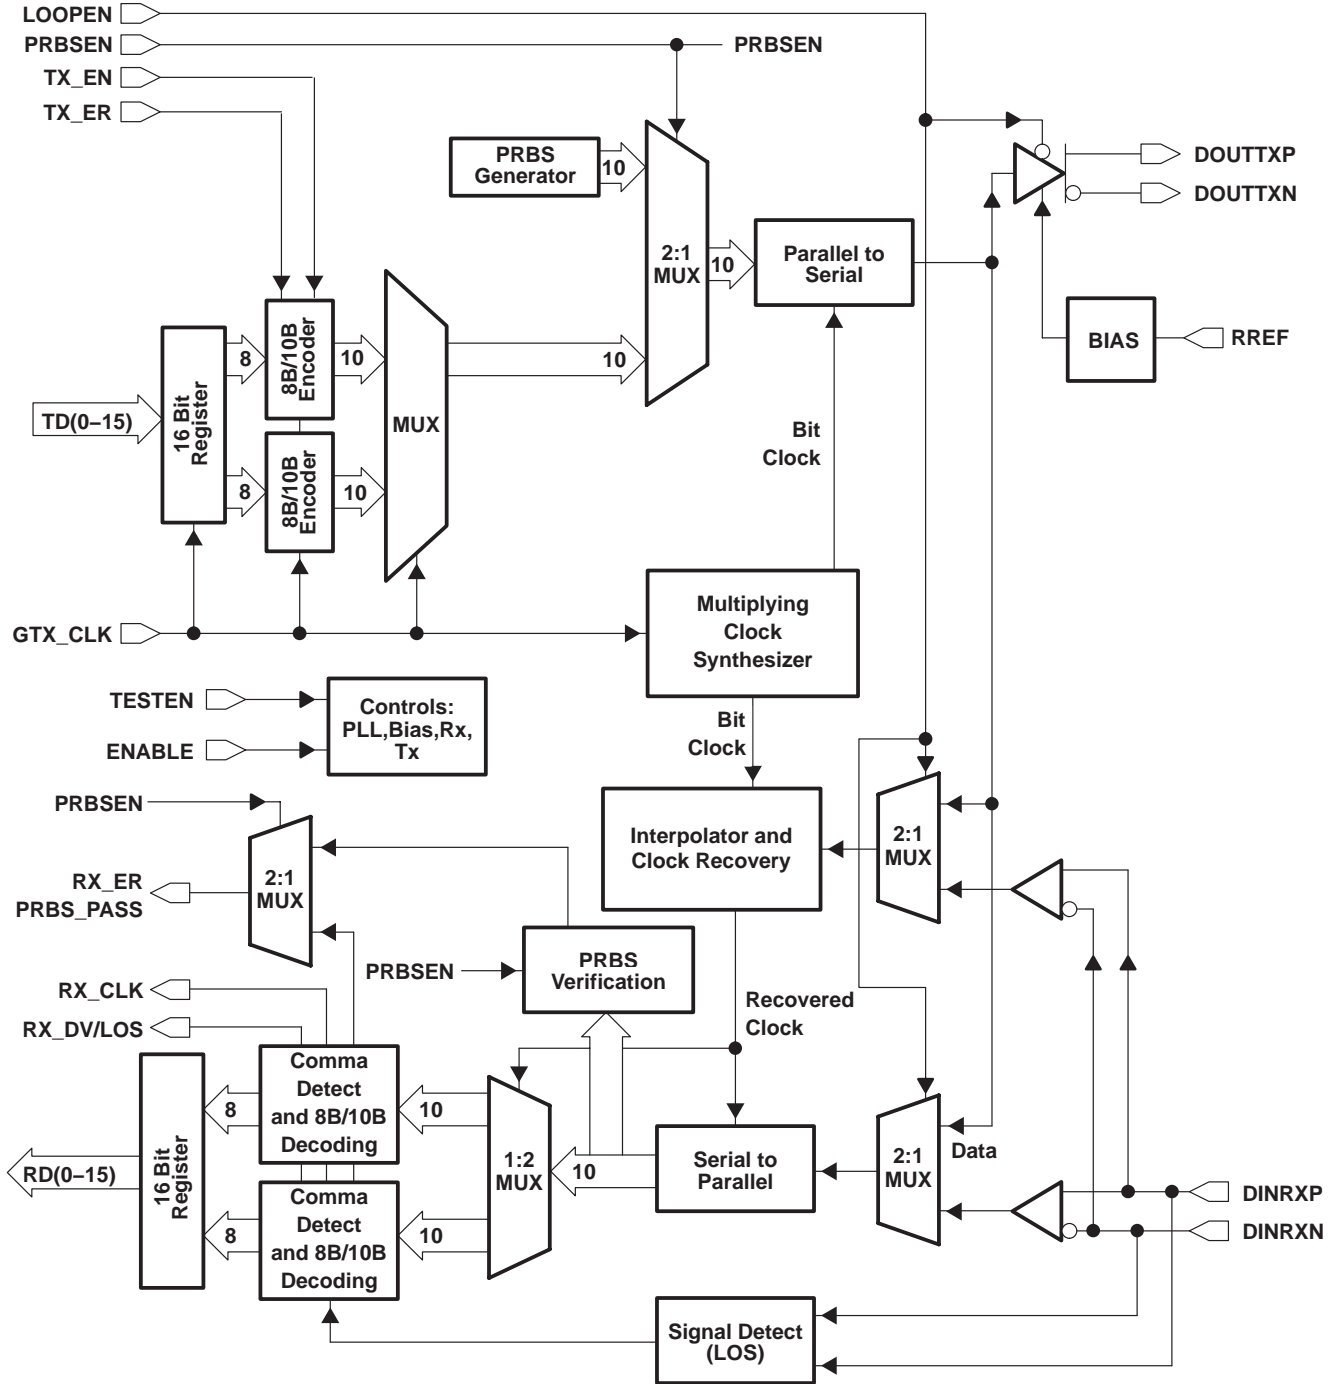 LOOPEN
PRBSEN
PRBSEN
TX_EN
TX_ER
PRBS
Generator
10
DOUTTXP
DOUTTXN
2:1
MUX
10
Parallel to
Serial
BIAS
RREF
8
8B/10B
Encoder
10
10
TD(0–15)
16 Bit
Register
MUX
Bit
Clock
8
8B/10B
Encoder
10
GTX_CLK
Multiplying
Clock
Synthesizer
TESTEN
ENABLE
Controls:
PLL,Bias,Rx,
Tx
Bit
Clock
PRBSEN
2:1
MUX
RX_ER
PRBS_PASS
Interpolator and
Clock Recovery
2:1
MUX
PRBSEN
PRBS
Verification
RX_CLK
RX_DV/LOS
Recovered
Clock
Comma
Detect
and 8B/10B
Decoding
8
10
RD(0–15)
16 Bit
Register
1:2
MUX
10
Serial to
Parallel
2:1
MUX
Data
DINRXP
DINRXN
Comma
Detect
and 8B/10B
Decoding
8
10
Signal Detect
(LOS)